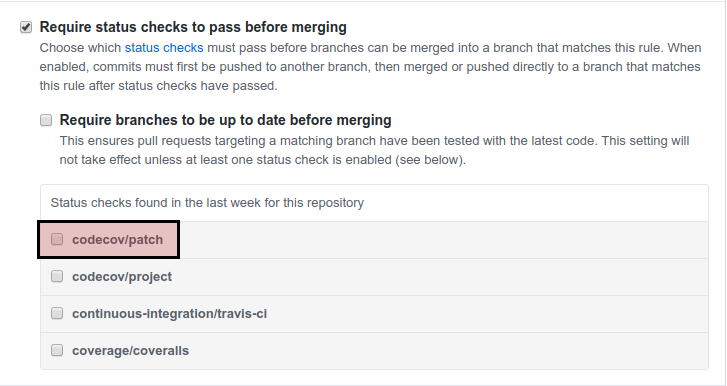 Require status checks to pass before merging
Choose which status checks must pass before branches can be merged into a branch that matches this rule. When
enabled, commits must first be pushed to another branch, then merged or pushed directly to a branch that matches
this rule after status checks have passed.
Require branches to be up to date before merging
This ensures pull requests targeting a matching branch have been tested with the latest code. This setting will
not take effect unless at least one status check is enabled (see below).
Status checks found in the last week for this repository
codecov/patch
codecov/project
continuous-integration/travis-ci
coverage/coveralls